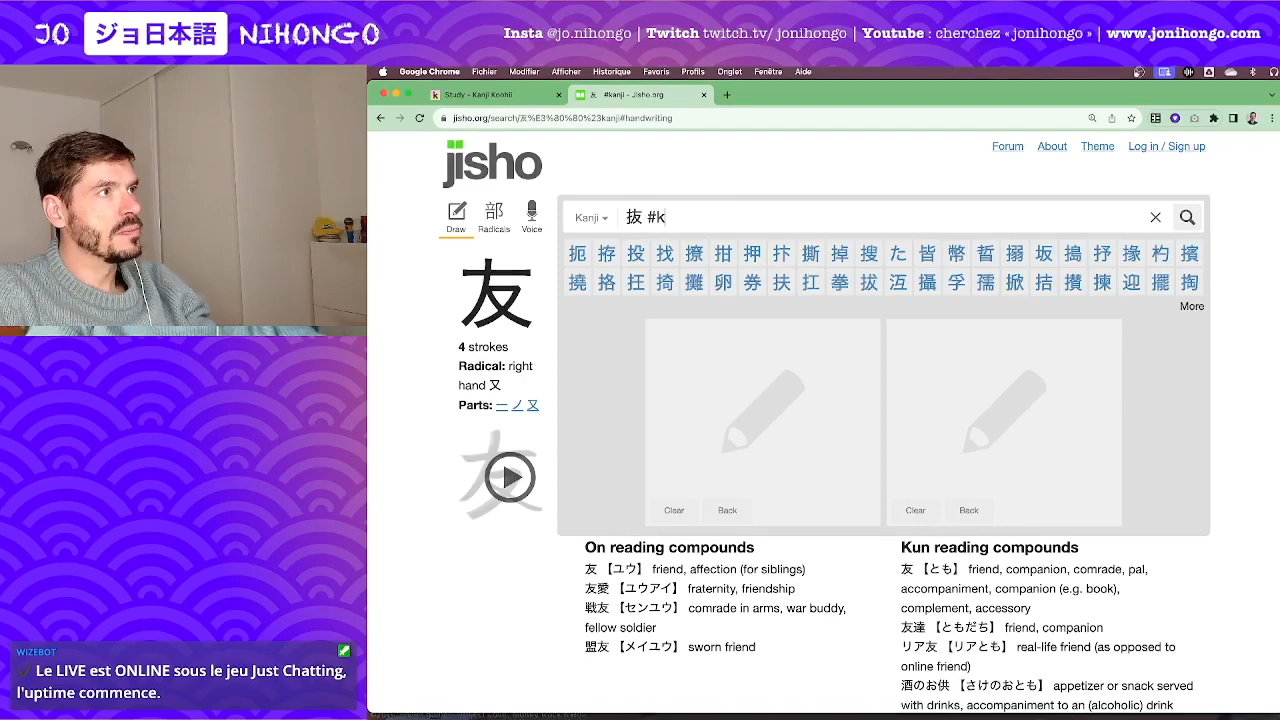 JO ジョ日本語 NIHONGO
Insta @jo.nihongo | Twitch twitch.tv/jonihongo | Youtube : cherchez « jonihongo » | www.jonihongo.com
Google Chrome Fichier Modifier Afficher Historique Favoris Profils Onglet Fenêtre Aide
Study - Kanji Koohii
友 #kanji - Jisho.org
jisho.org/search/友%E3%80%80%23kanji#handwriting
jisho
Forum About Theme Log in / Sign up
Draw 部 Radicals Voice
Kanji 抜 #k
扼 拵 投 找 擦 拑 押 抃 撕 掉 搜 た 皆 幣 晢 搦 坂 搗 抒 掾 杓 擯
撓 挌 抂 掎 攤 卵 券 扶 扛 拳 拔 冱 攝 孚 孺 掀 拮 攢 揀 迎 擺 掏
More
友
4 strokes
Radical: right
hand 又
Parts: 一 ノ 又
友
Clear Back
Clear Back
On reading compounds
友 【ユウ】 friend, affection (for siblings)
友愛 【ユウアイ】 fraternity, friendship
戦友 【センユウ】 comrade in arms, war buddy,
fellow soldier
盟友 【メイユウ】 sworn friend
Kun reading compounds
友 【とも】 friend, companion, comrade, pal,
accompaniment, companion (e.g. book),
complement, accessory
友達 【ともだち】 friend, companion
リア友 【リアとも】 real-life friend (as opposed to
online friend)
酒のお供 【さけのおとも】 appetizer or snack served
with drinks, accompaniment to an (alcoholic) drink
WIZEBOT
Le LIVE est ONLINE sous le jeu Just Chatting,
l'uptime commence.